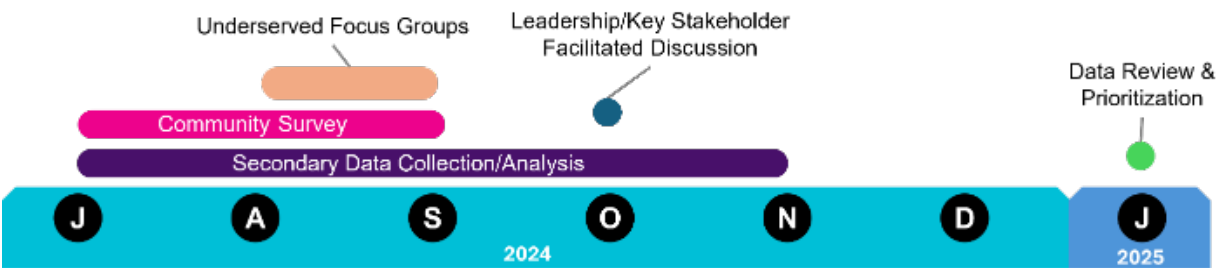 Underserved Focus Groups
Leadership/Key Stakeholder
Facilitated Discussion
Data Review &
Prioritization
Community Survey
Secondary Data Collection/Analysis
J A S O N D J
2024 2025